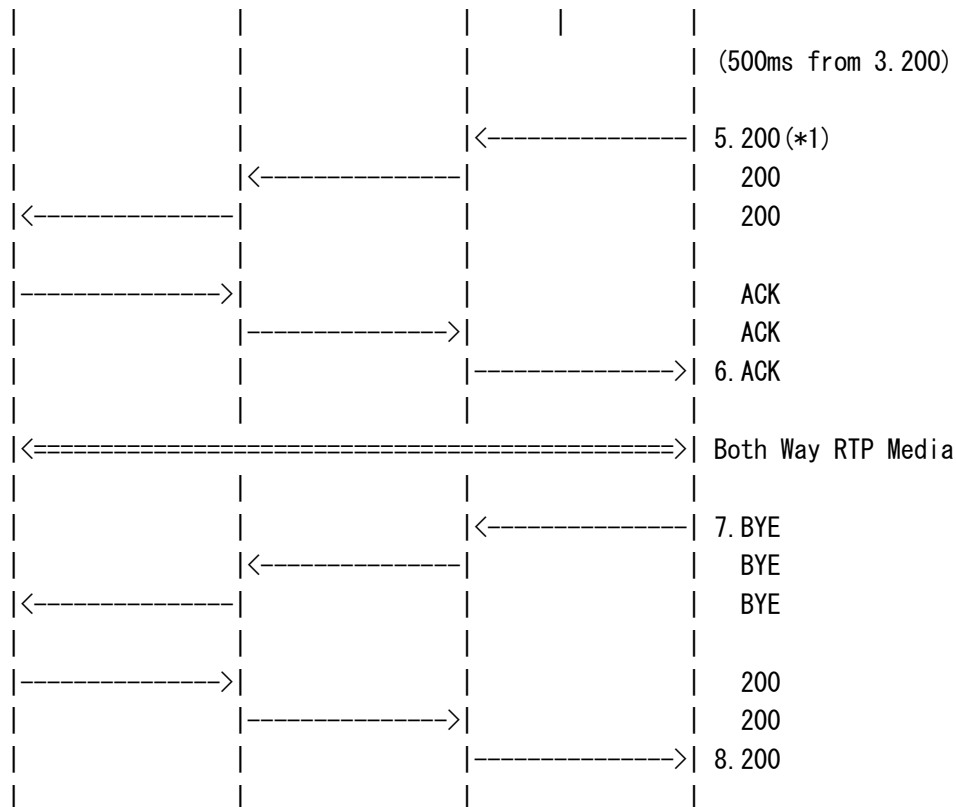 (500ms from 3.200)
5.200(*1)
200
200
ACK
ACK
6.ACK
Both Way RTP Media
7.BYE
BYE
BYE
200
200
8.200